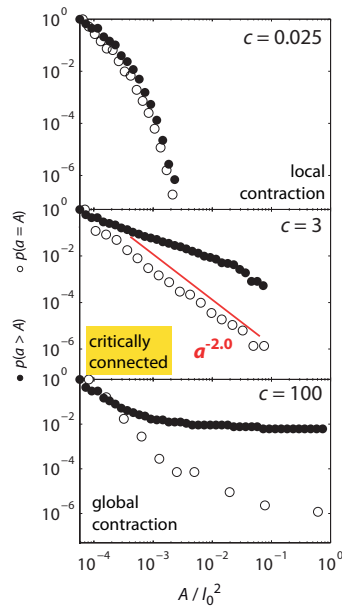 10^0
c = 0.025
10^-2
10^-4
10^-6
local
contraction
10^0
c = 3
10^-2
10^-4
10^-6
a^-2.0
critically
connected
10^0
c = 100
10^-2
10^-4
10^-6
global
contraction
● p(a > A)  ○ p(a = A)
10^-4 10^-3 10^-2 10^-1 10^0
A / l_0^2